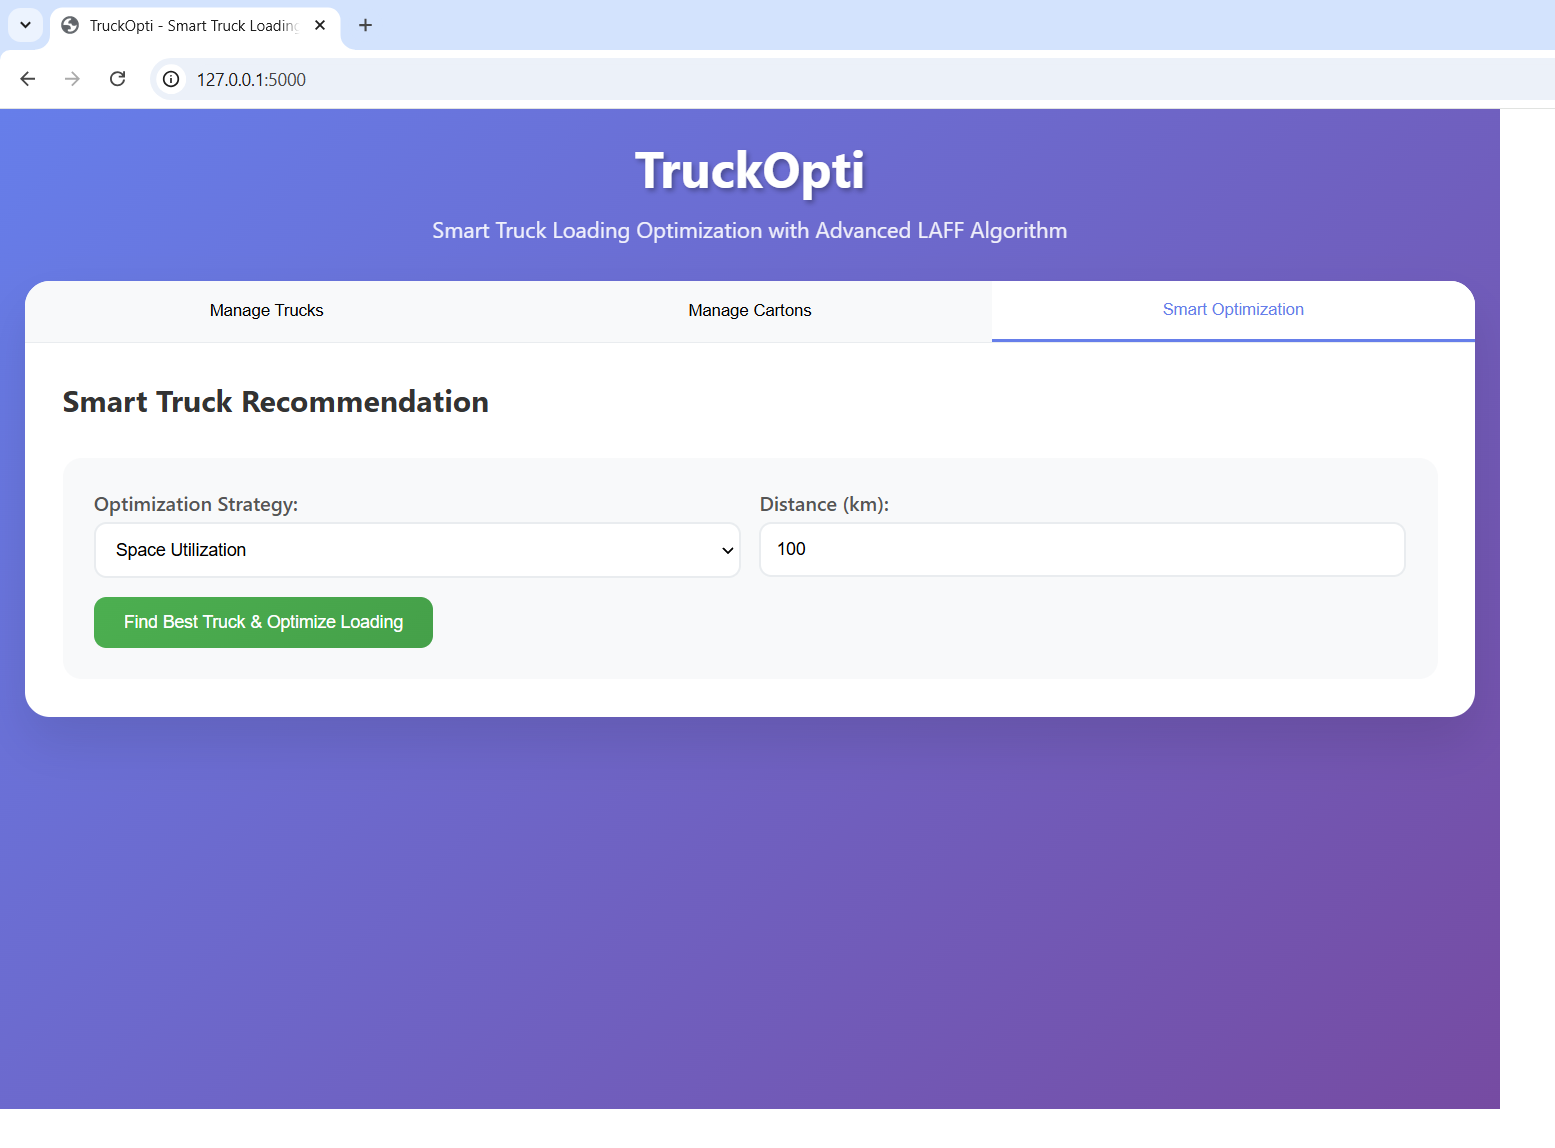 TruckOpti - Smart Truck Loading
127.0.0.1:5000
TruckOpti
Smart Truck Loading Optimization with Advanced LAFF Algorithm
Manage Trucks
Manage Cartons
Smart Optimization
Smart Truck Recommendation
Optimization Strategy:
Distance (km):
Space Utilization
100
Find Best Truck & Optimize Loading